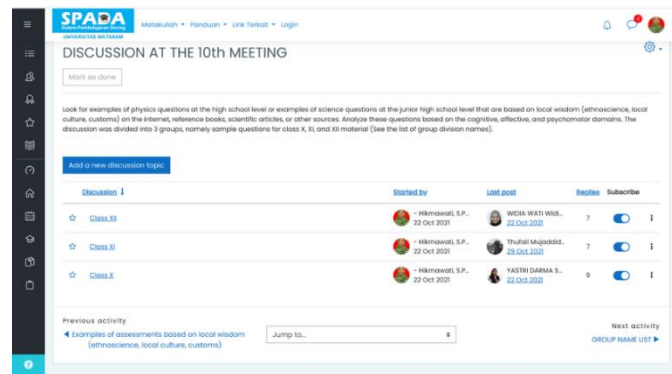 SPADA
Sistem Pembelajaran Daring
UNIVERSITAS MATARAM
Matakuliah Panduan Link Terkait Login
DISCUSSION AT THE 10th MEETING
Mark as done
Look for examples of physics questions at the high school level or examples of science questions at the junior high school level that are based on local wisdom (ethnoscience, local
culture, customs) on the internet, reference books, scientific articles, or other sources. Analyze these questions based on the cognitive, affective, and psychomotor domains. The
discussion was divided into 3 groups, namely sample questions for class X, XI, and XII material (See the list of group division names).
Add a new discussion topic
Discussion Started by Last post Replies Subscribe
Class XII - Hikmawati, S.P... WIDIA WATI Widi... 7
22 Oct 2021 22 Oct 2021
Class XI - Hikmawati, S.P... Thufail Mujaddid... 7
22 Oct 2021 29 Oct 2021
Class X - Hikmawati, S.P... YASTRI DARMA S... 9
22 Oct 2021 22 Oct 2021
Previous activity
Examples of assessments based on local wisdom
(ethnoscience, local culture, customs)
Jump to...
Next activity
GROUP NAME LIST